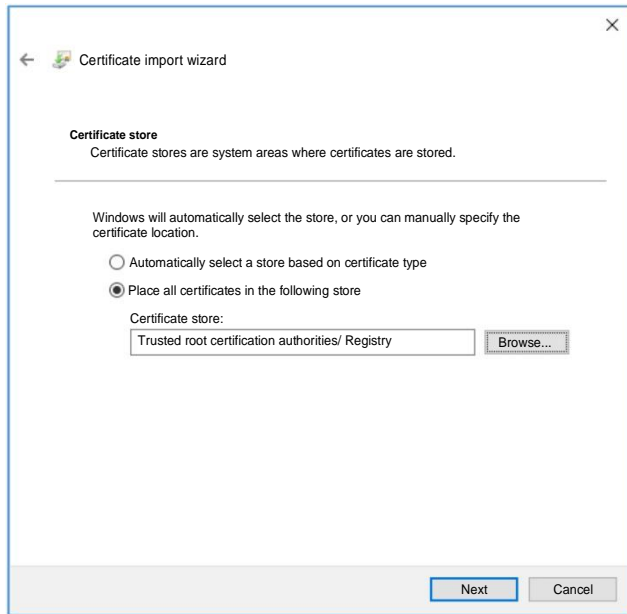 Certificate import wizard
Certificate store
Certificate stores are system areas where certificates are stored.
Windows will automatically select the store, or you can manually specify the
certificate location.
Automatically select a store based on certificate type
Place all certificates in the following store
Certificate store:
Trusted root certification authorities/ Registry
Browse...
Next
Cancel